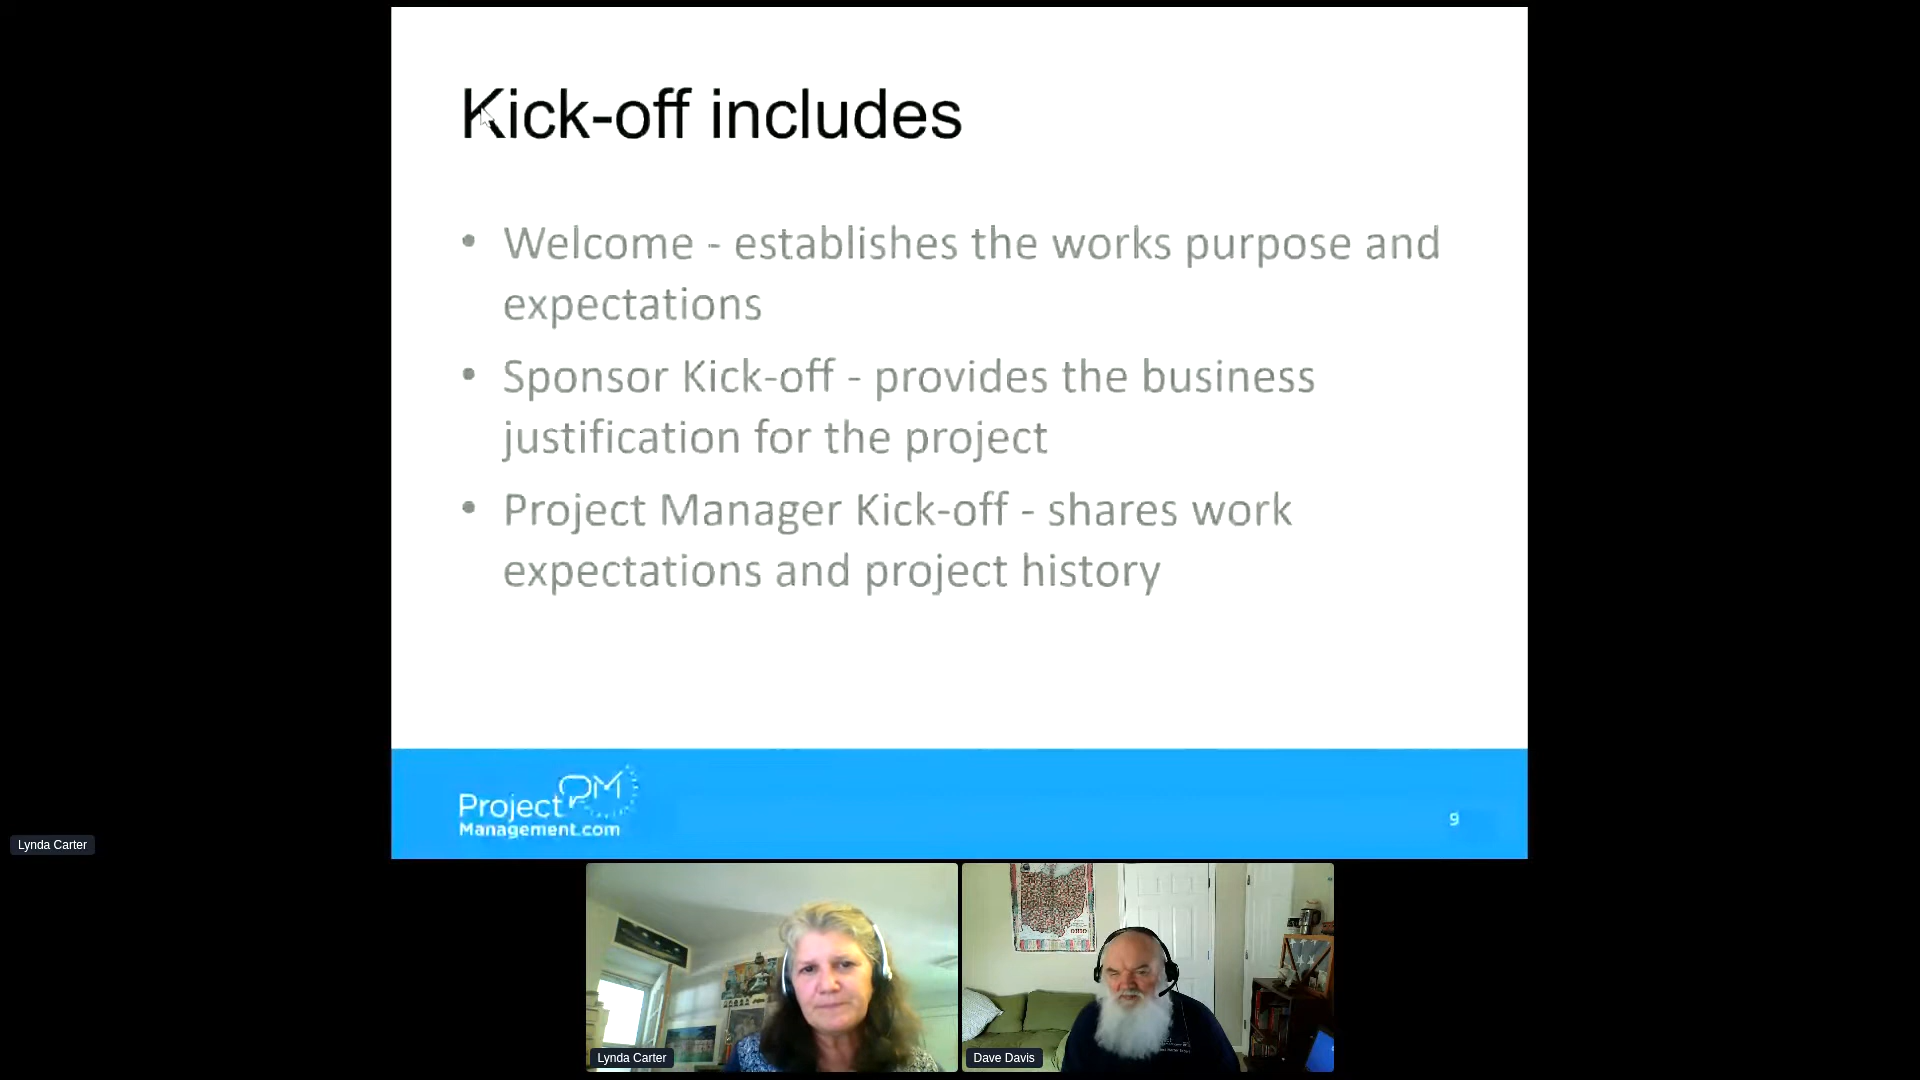 Kick-off includes
• Welcome - establishes the works purpose and
expectations
• Sponsor Kick-off - provides the business
justification for the project
• Project Manager Kick-off - shares work
expectations and project history
PM
Project
Management.com
9
Lynda Carter
OHIO
Lynda Carter
Dave Davis